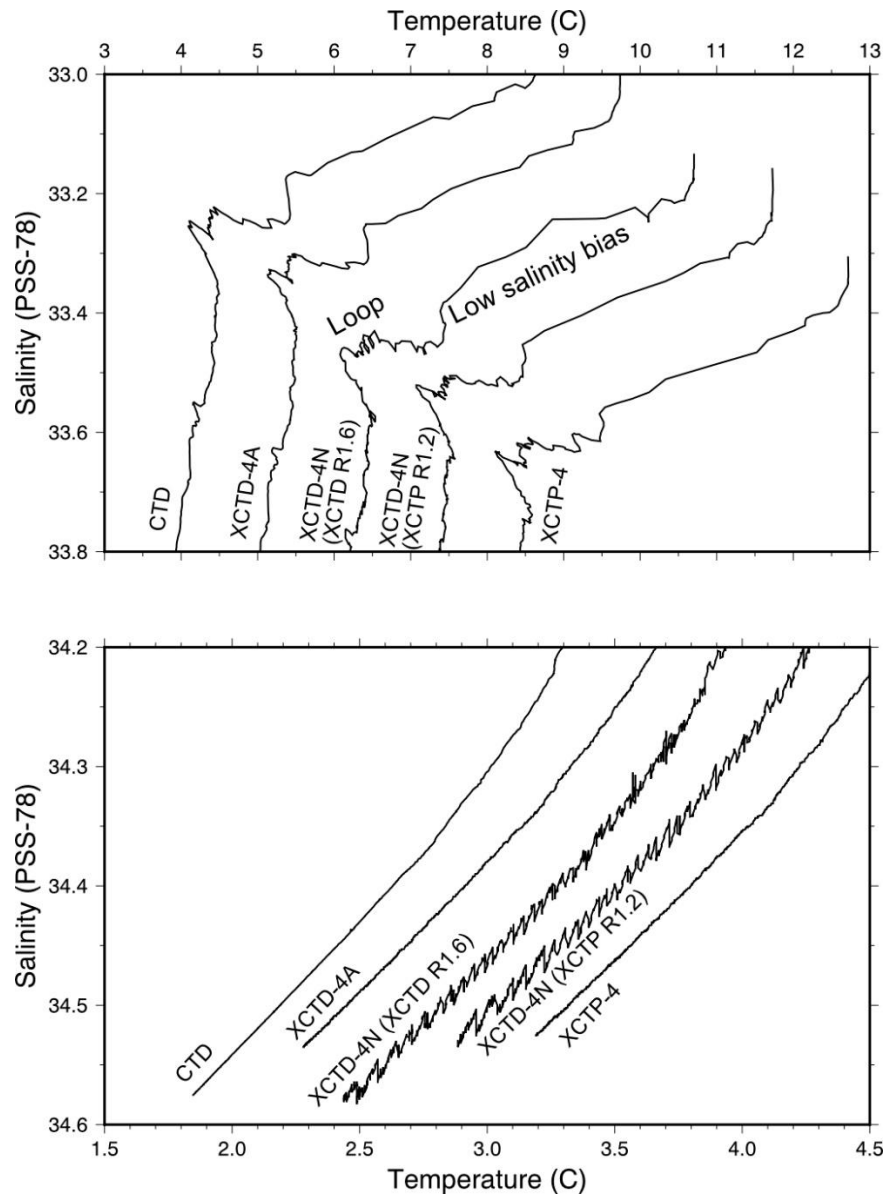 Temperature (C)
3 4 5 6 7 8 9 10 11 12 13
33.0
33.2
33.4
33.6
33.8
Salinity (PSS-78)
Low salinity bias
Loop
CTD
XCTD-4A
XCTD-4N
(XCTD R1.6)
XCTD-4N
(XCTP R1.2)
XCTP-4
34.2
34.3
34.4
34.5
34.6
Salinity (PSS-78)
CTD
XCTD-4A
XCTD-4N (XCTD R1.6)
XCTD-4N (XCTP R1.2)
XCTP-4
1.5 2.0 2.5 3.0 3.5 4.0 4.5
Temperature (C)